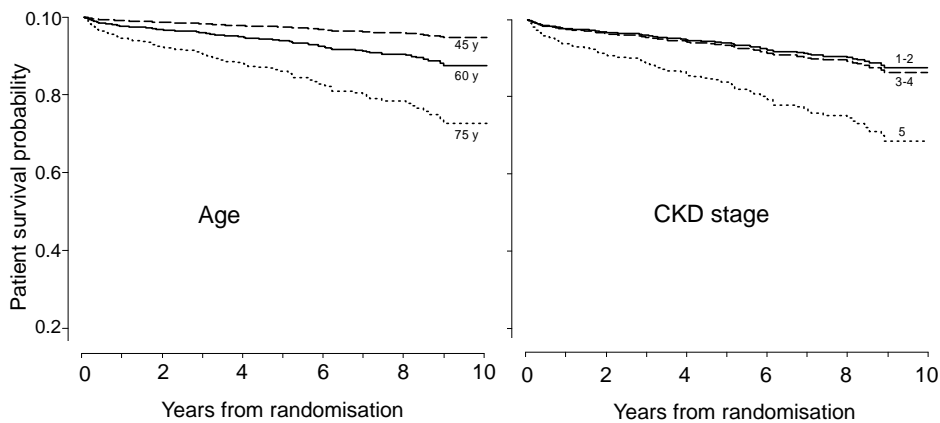 0.10
0.8
0.6
0.4
0.2
Patient survival probability
45 y
60 y
75 y
Age
0 2 4 6 8 10
Years from randomisation
1-2
3-4
5
CKD stage
0 2 4 6 8 10
Years from randomisation